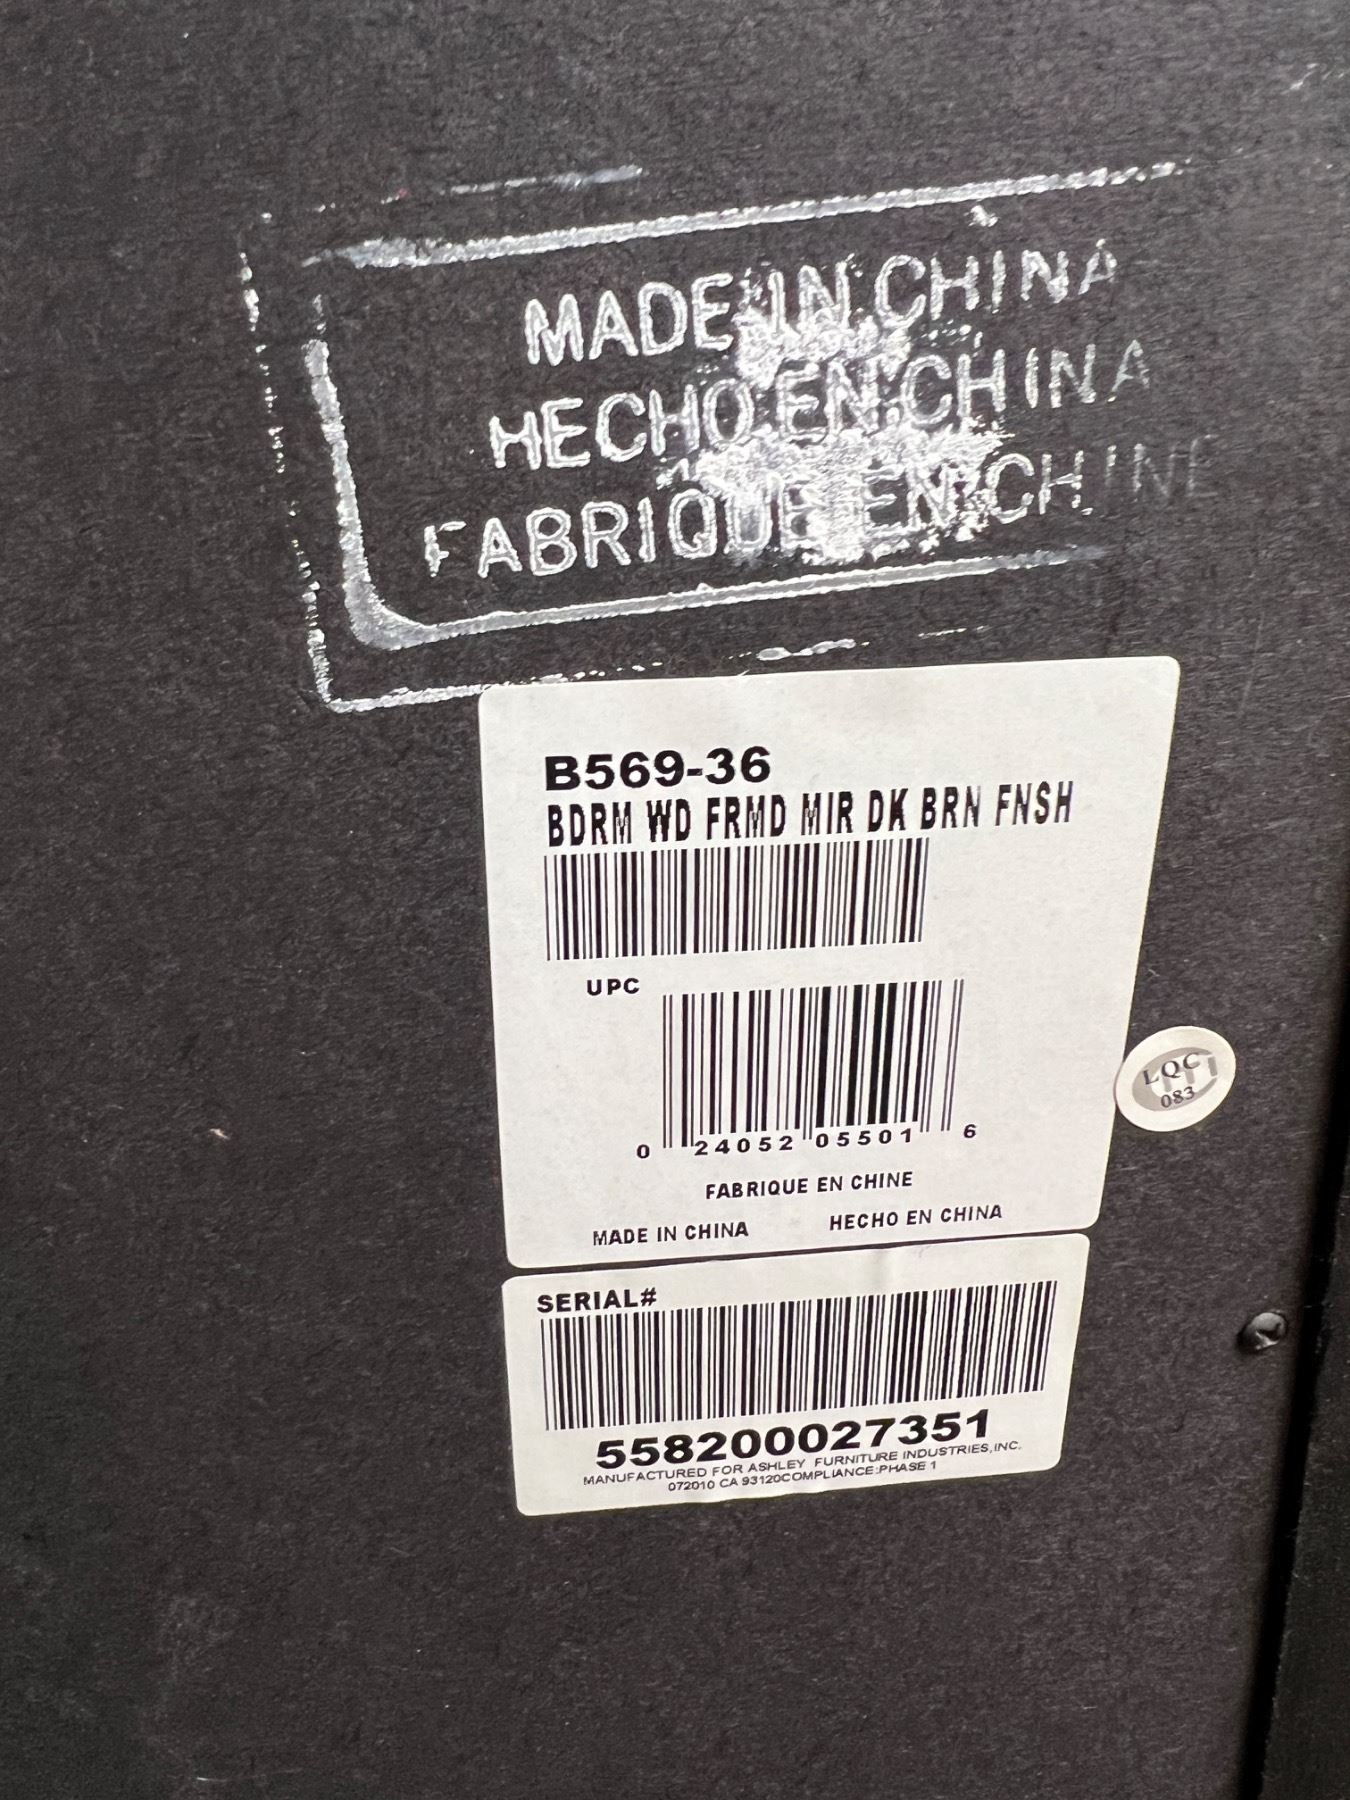 MADE IN CHINA
HECHO EN CHINA
FABRIQUE EN CHINE
B569-36
BDRM WD FRMD MIR DK BRN FNSH
UPC
0 24052 05501 6
FABRIQUE EN CHINE
MADE IN CHINA HECHO EN CHINA
LQC
083
SERIAL#
558200027351
MANUFACTURED FOR ASHLEY FURNITURE INDUSTRIES,INC.
072010 CA 93120COMPLIANCE:PHASE 1